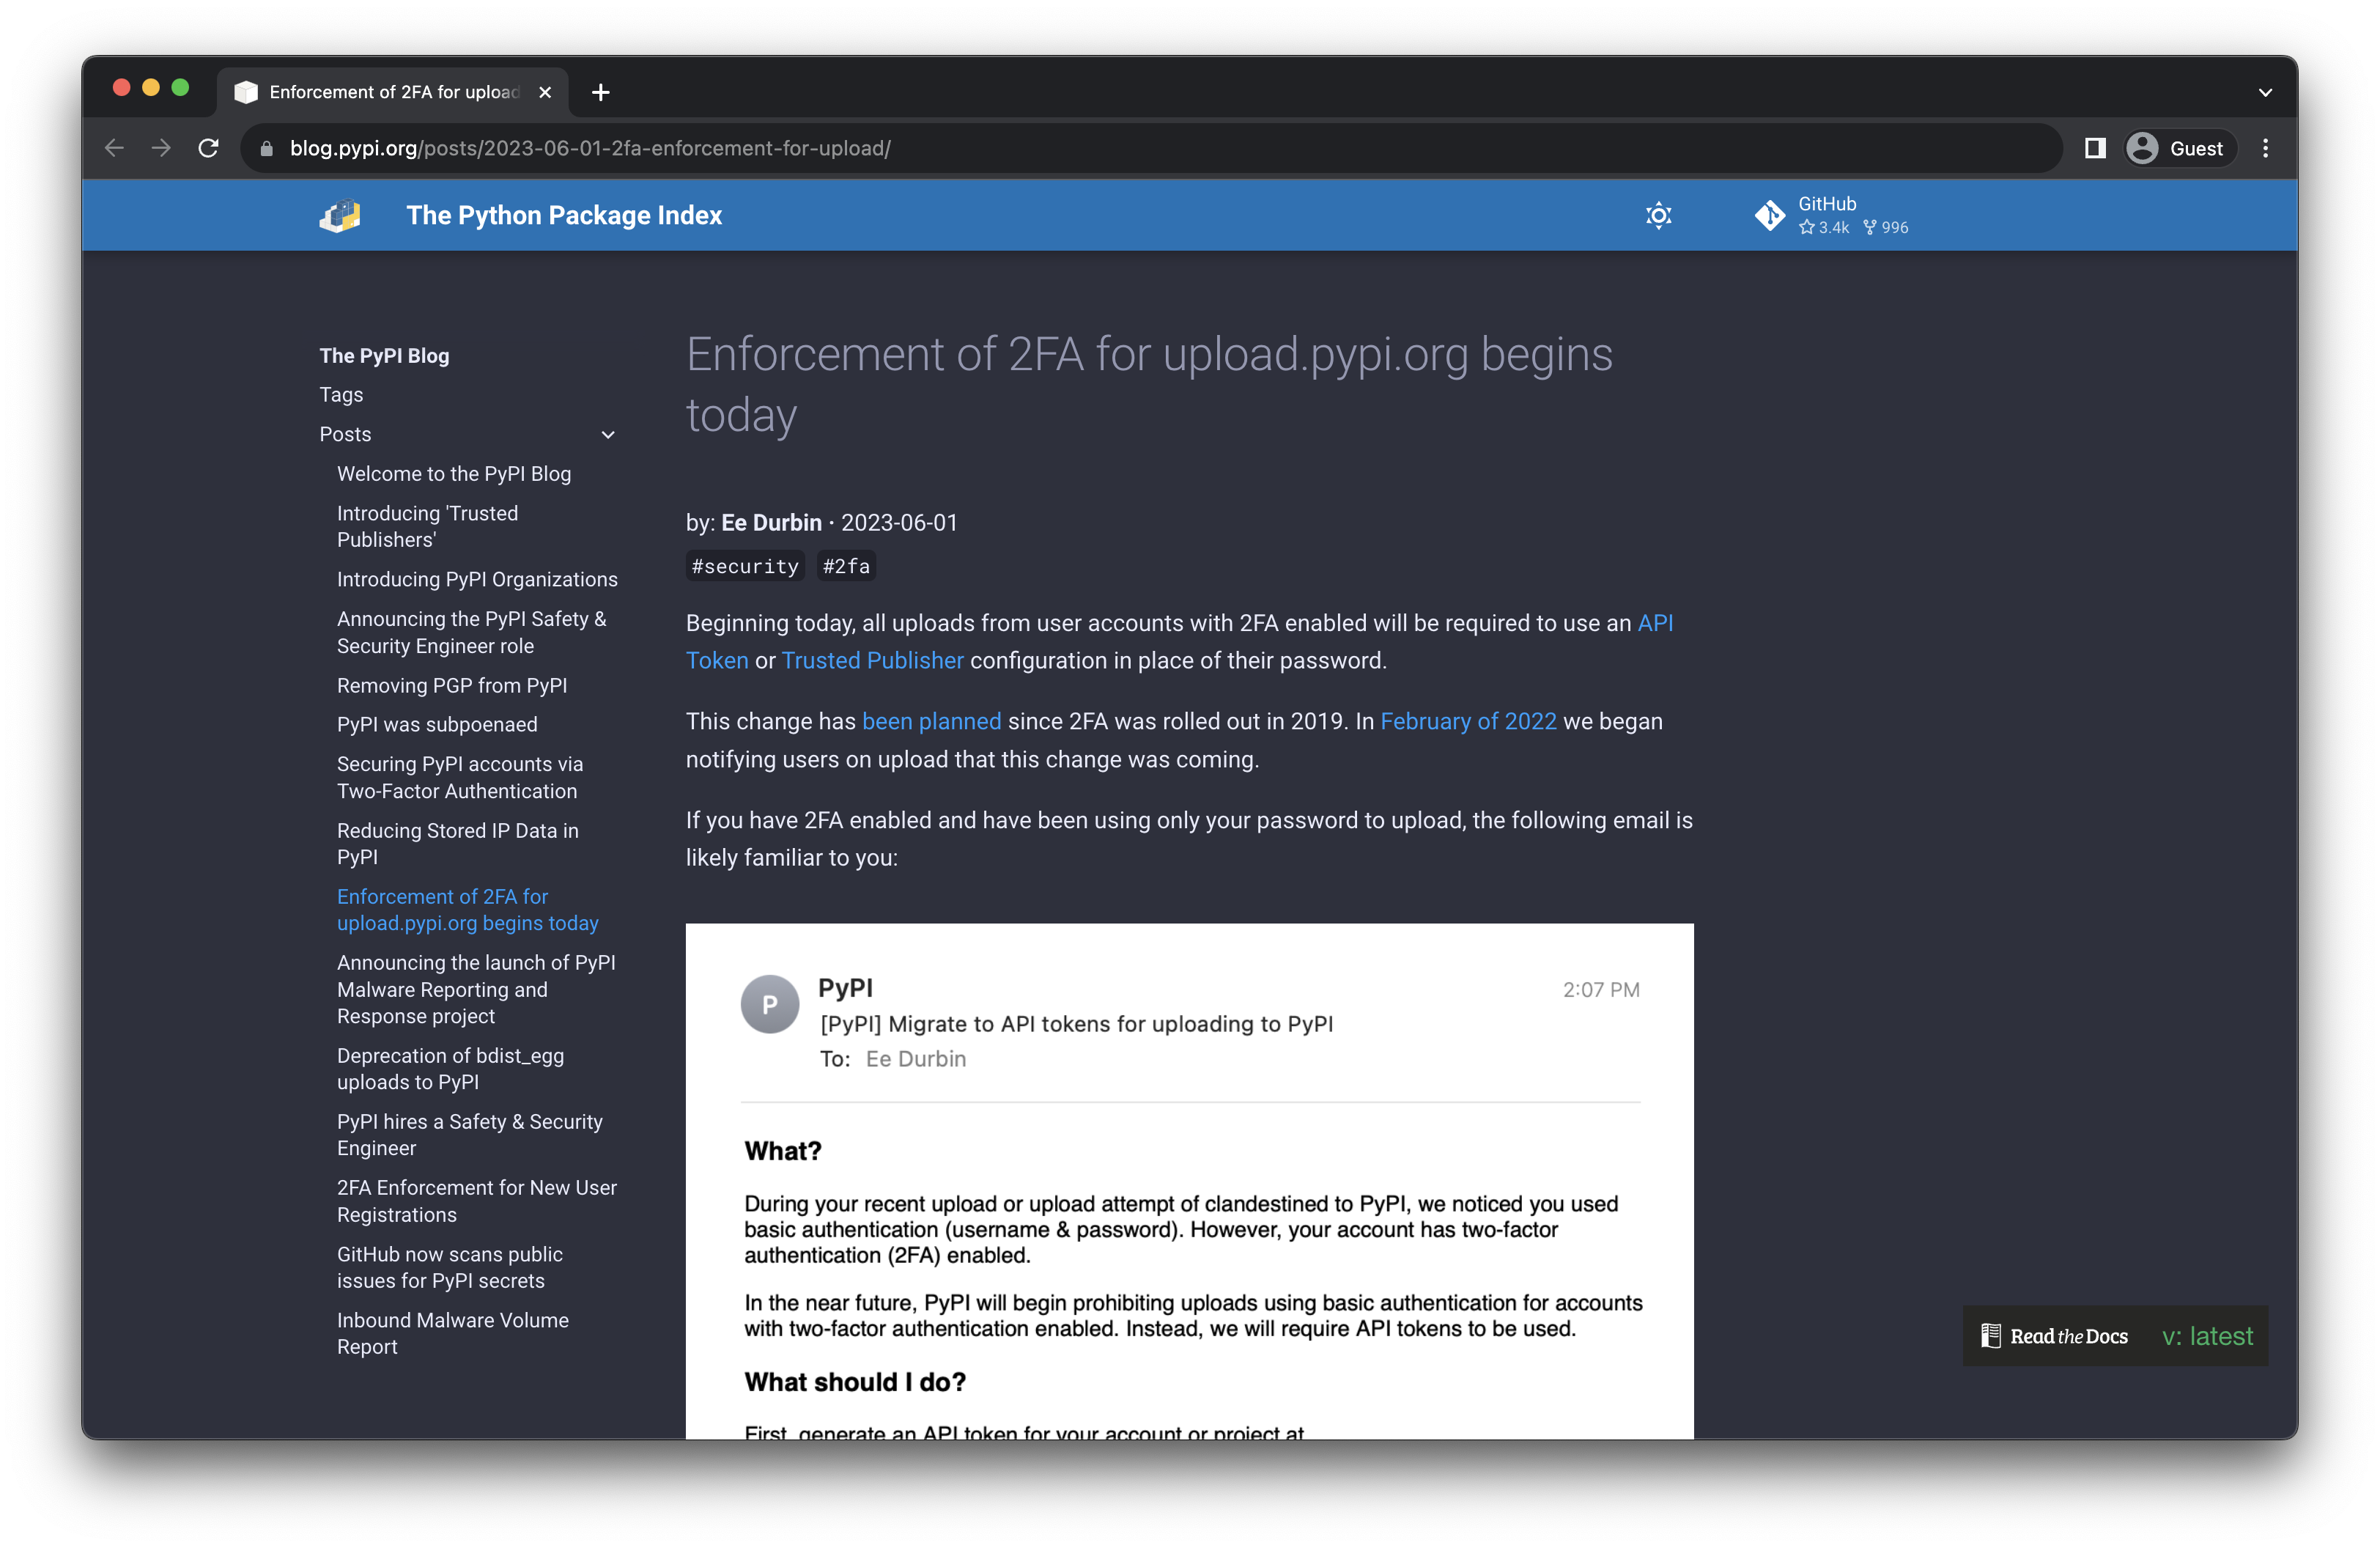 Enforcement of 2FA for upload
blog.pypi.org/posts/2023-06-01-2fa-enforcement-for-upload/
Guest
The Python Package Index
GitHub
3.4k 996
The PyPI Blog
Tags
Posts
Welcome to the PyPI Blog
Introducing 'Trusted
Publishers'
Introducing PyPI Organizations
Announcing the PyPI Safety &
Security Engineer role
Removing PGP from PyPI
PyPI was subpoenaed
Securing PyPI accounts via
Two-Factor Authentication
Reducing Stored IP Data in
PyPI
Enforcement of 2FA for
upload.pypi.org begins today
Announcing the launch of PyPI
Malware Reporting and
Response project
Deprecation of bdist_egg
uploads to PyPI
PyPI hires a Safety & Security
Engineer
2FA Enforcement for New User
Registrations
GitHub now scans public
issues for PyPI secrets
Inbound Malware Volume
Report
Enforcement of 2FA for upload.pypi.org begins
today
by: Ee Durbin · 2023-06-01
#security #2fa
Beginning today, all uploads from user accounts with 2FA enabled will be required to use an API
Token or Trusted Publisher configuration in place of their password.
This change has been planned since 2FA was rolled out in 2019. In February of 2022 we began
notifying users on upload that this change was coming.
If you have 2FA enabled and have been using only your password to upload, the following email is
likely familiar to you:
P
PyPI
2:07 PM
[PyPI] Migrate to API tokens for uploading to PyPI
To: Ee Durbin
What?
During your recent upload or upload attempt of clandestined to PyPI, we noticed you used
basic authentication (username & password). However, your account has two-factor
authentication (2FA) enabled.
In the near future, PyPI will begin prohibiting uploads using basic authentication for accounts
with two-factor authentication enabled. Instead, we will require API tokens to be used.
What should I do?
First, generate an API token for your account or project at
Read the Docs v: latest